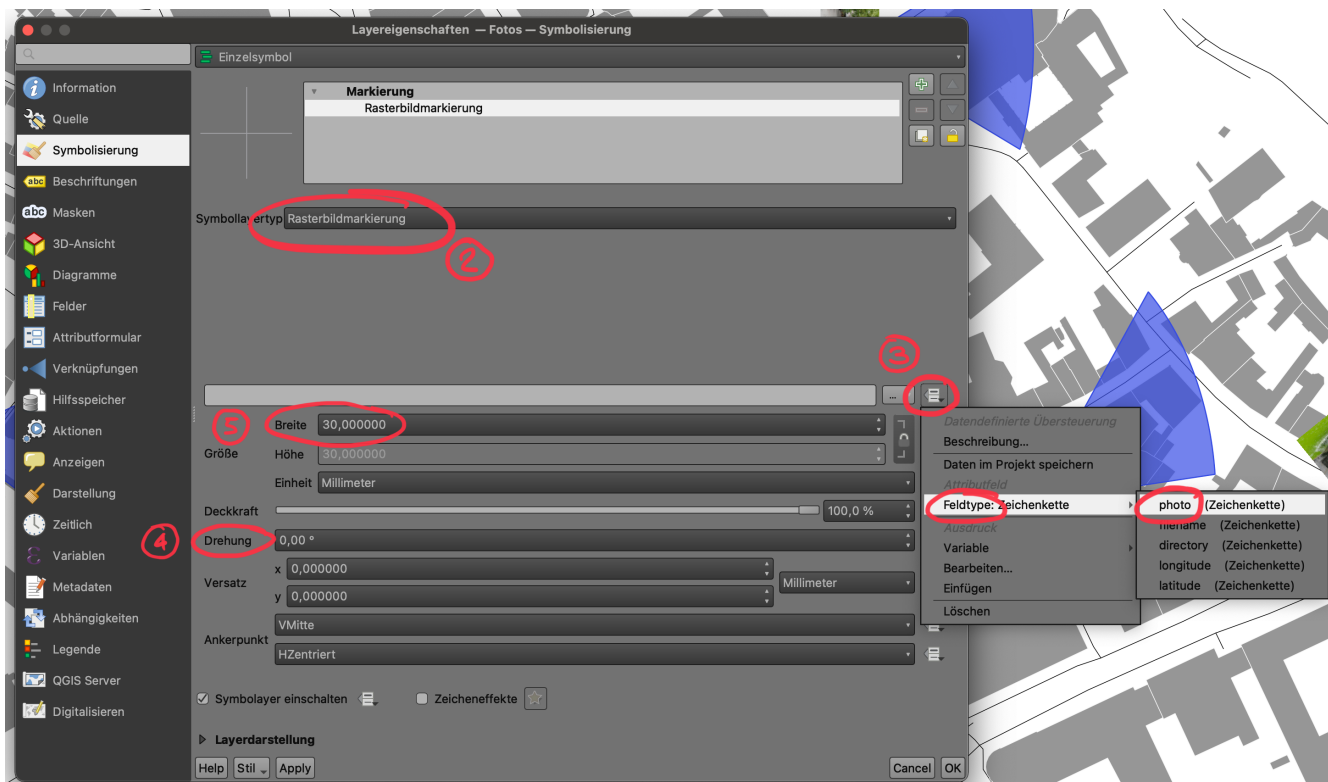 Layereigenschaften — Fotos — Symbolisierung
Einzelsymbol
Information
Quelle
Symbolisierung
abc Beschriftungen
abc Masken
3D-Ansicht
Diagramme
Felder
Attributformular
Verknüpfungen
Hilfsspeicher
Aktionen
Anzeigen
Darstellung
Zeitlich
Variablen
Metadaten
Abhängigkeiten
Legende
QGIS Server
Digitalisieren
Markierung
Rasterbildmarkierung
Symbollayertyp Rasterbildmarkierung
2
3
...
5
Breite 30,000000
Größe
Höhe 30,000000
Einheit Millimeter
Deckkraft 100,0 %
4
Drehung 0,00 °
Versatz
x 0,000000
y 0,000000
Millimeter
Ankerpunkt
VMitte
HZentriert
Symbolayer einschalten
Zeicheneffekte
Layerdarstellung
Help Stil Apply Cancel OK
Datendefinierte Übersteuerung
Beschreibung...
Daten im Projekt speichern
Attributfeld
Feldtype: Zeichenkette
Ausdruck
Variable
Bearbeiten...
Einfügen
Löschen
photo (Zeichenkette)
filename (Zeichenkette)
directory (Zeichenkette)
longitude (Zeichenkette)
latitude (Zeichenkette)